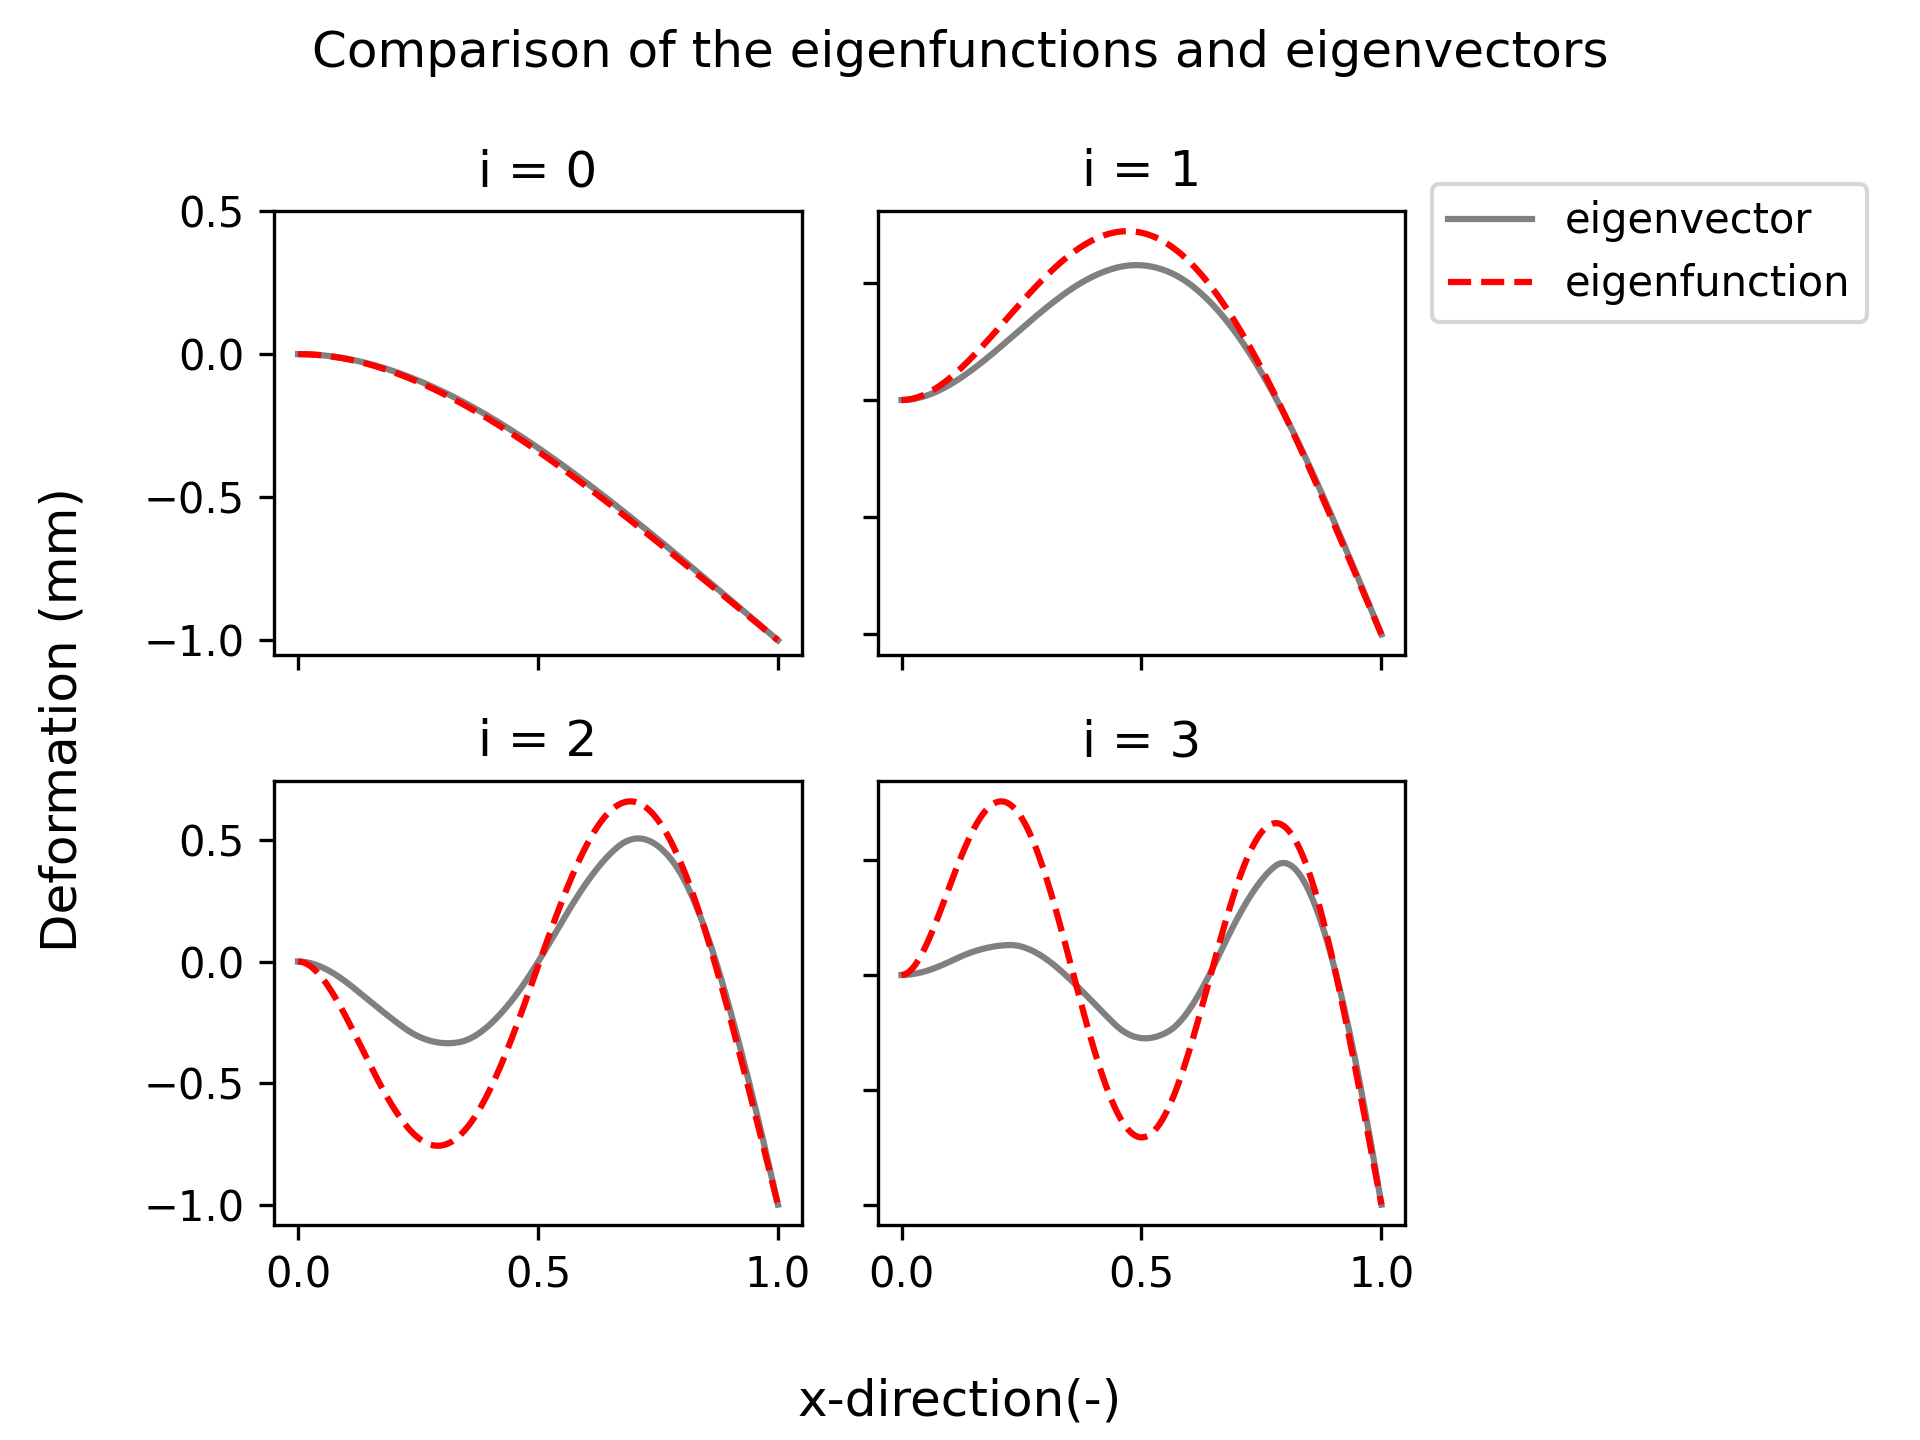 Comparison of the eigenfunctions and eigenvectors
i = 0
i = 1
eigenvector
eigenfunction
0.5
0.0
−0.5
−1.0
Deformation (mm)
i = 2
i = 3
0.5
0.0
−0.5
−1.0
0.0 0.5 1.0
0.0 0.5 1.0
x-direction(-)